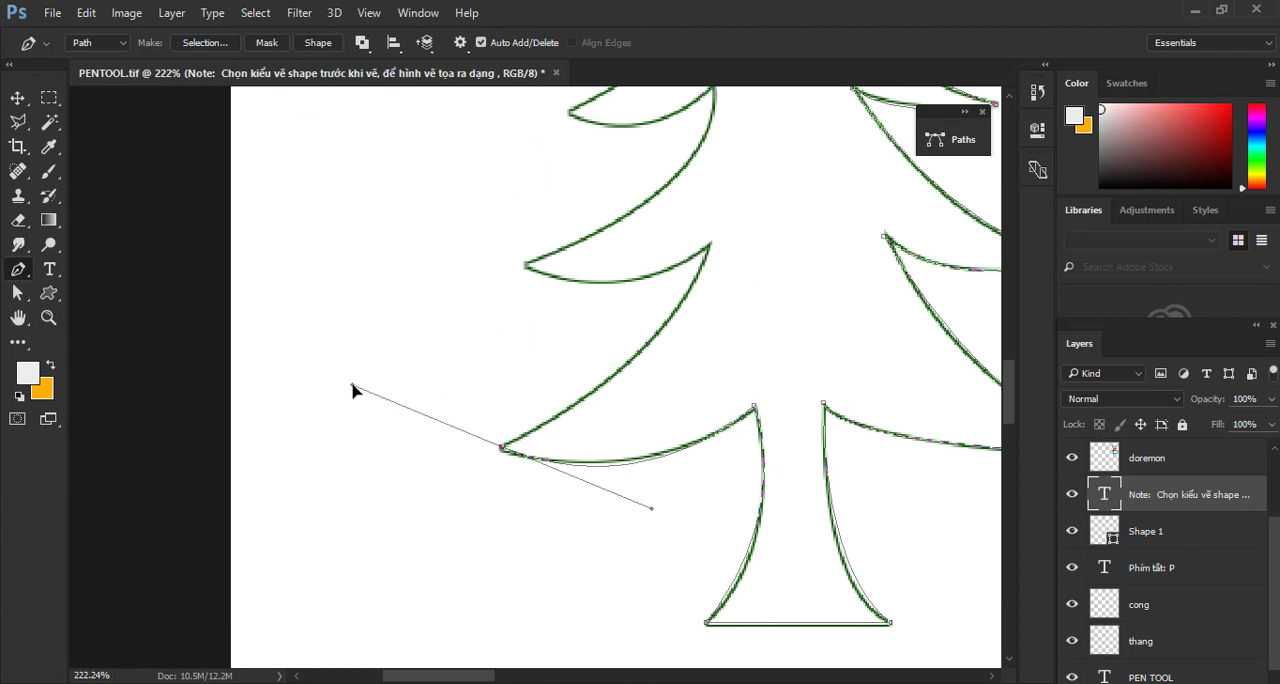 Ps File Edit Image Layer Type Select Filter 3D View Window Help
Path Make: Selection... Mask Shape Auto Add/Delete Align Edges Essentials
PENTOOL.tif @ 222% (Note: Chọn kiểu vẽ shape trước khi vẽ, để hình vẽ tọa ra dạng , RGB/8) *
Color Swatches
Paths
Libraries Adjustments Styles
Search Adobe Stock
Layers
Kind
Normal Opacity: 100%
Lock: Fill: 100%
doremon
Note: Chọn kiểu vẽ shape ...
Shape 1
Phím tắt: P
cong
thang
PEN TOOL
222.24% Doc: 10.5M/12.2M